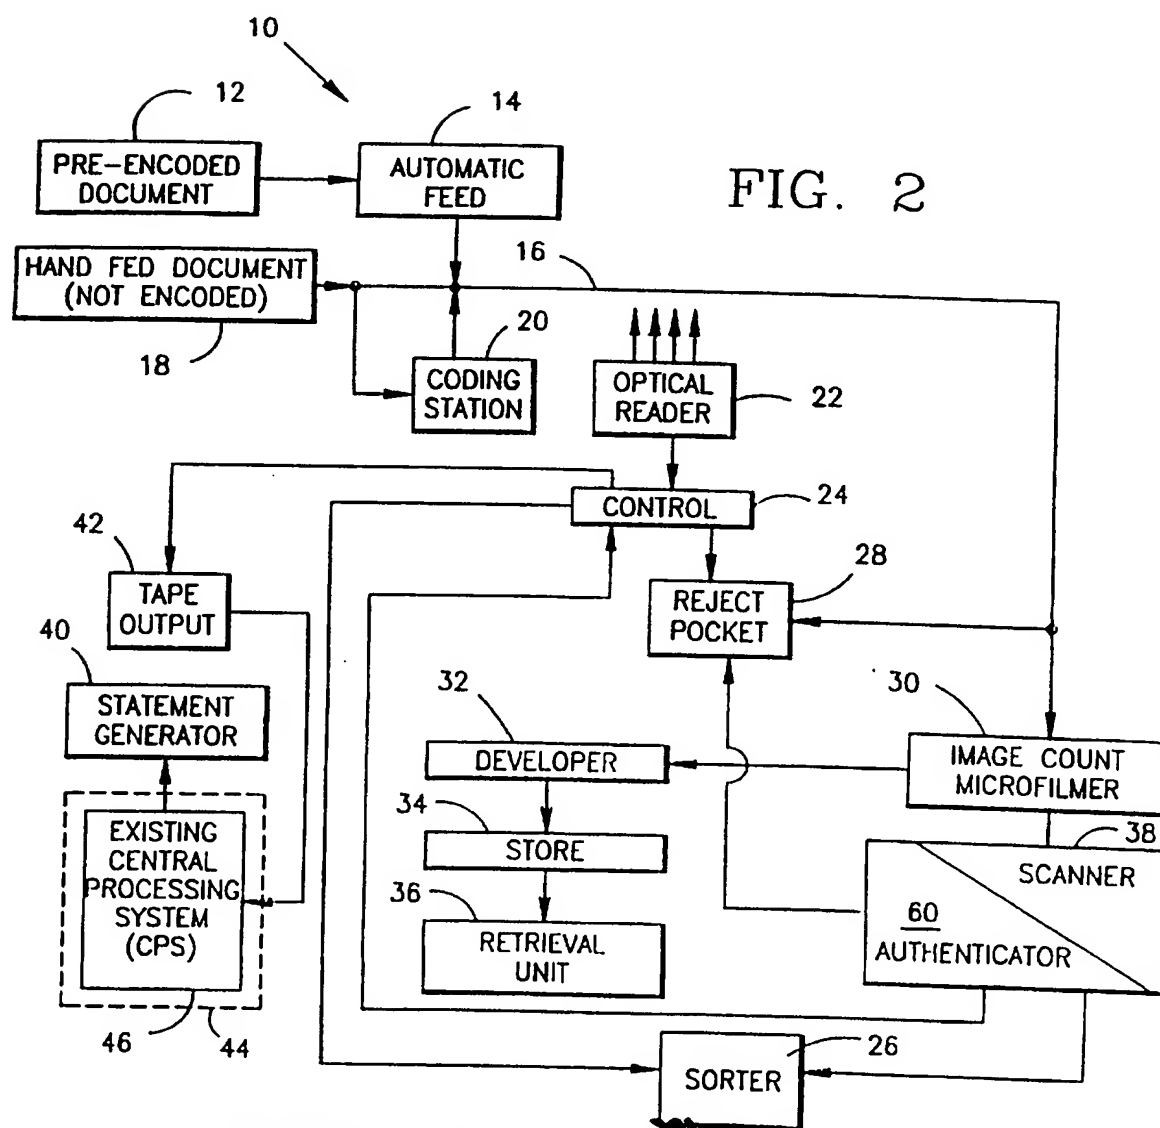 10
12
14
PRE-ENCODED
DOCUMENT
AUTOMATIC
FEED
FIG. 2
HAND FED DOCUMENT
(NOT ENCODED)
16
18
20
CODING
STATION
OPTICAL
READER
22
CONTROL
24
42
TAPE
OUTPUT
28
REJECT
POCKET
40
STATEMENT
GENERATOR
32
DEVELOPER
30
IMAGE COUNT
MICROFILMER
34
STORE
38
SCANNER
EXISTING
CENTRAL
PROCESSING
SYSTEM
(CPS)
36
RETRIEVAL
UNIT
60
AUTHENTICATOR
46
44
26
SORTER